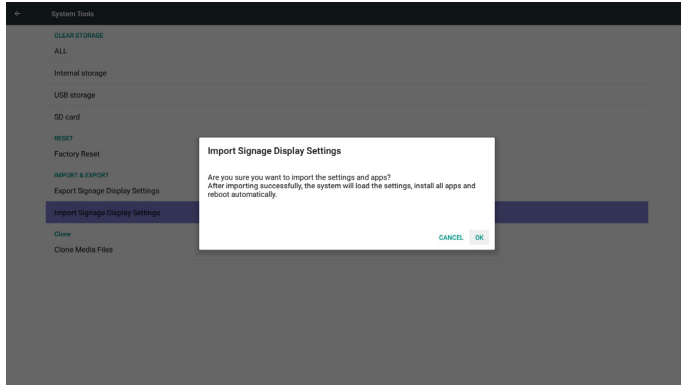 System Tools
CLEAR STORAGE
ALL
Internal storage
USB storage
SD card
RESET
Factory Reset
IMPORT & EXPORT
Export Signage Display Settings
Import Signage Display Settings
Clone
Clone Media Files
Import Signage Display Settings
Are you sure you want to import the settings and apps?
After importing successfully, the system will load the settings, install all apps and
reboot automatically.
CANCEL OK